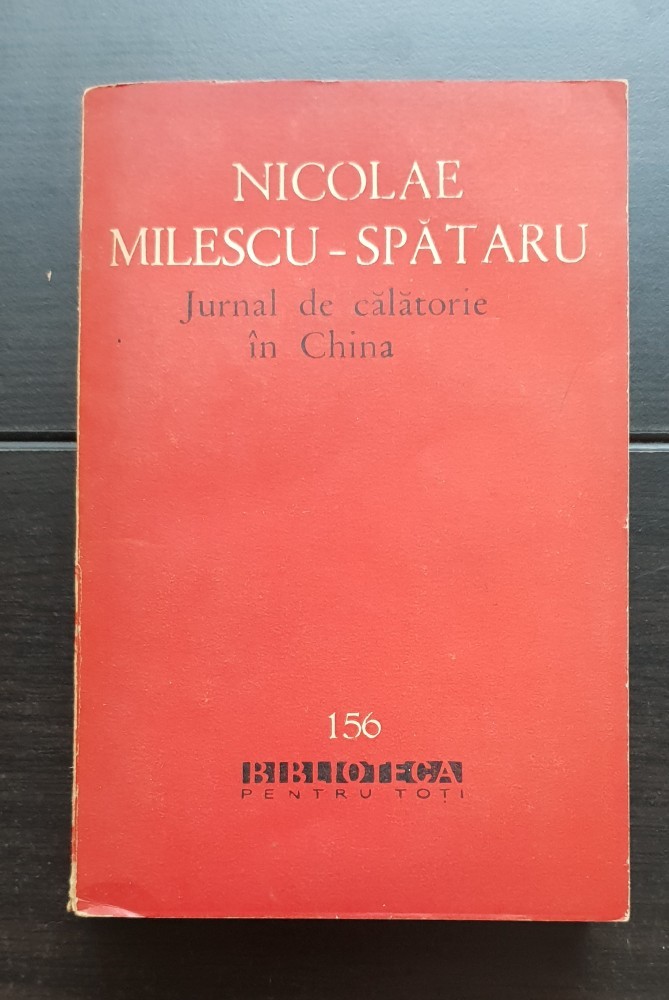 NICOLAE
MILESCU-SPĂTARU
Jurnal de călătorie
în China
156
BIBLIOTECA
PENTRU TOȚI